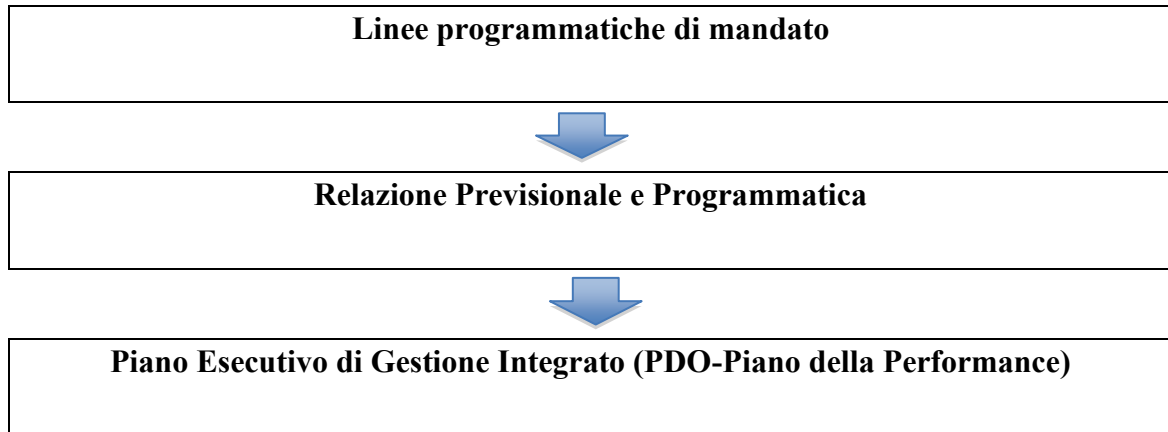 Linee programmatiche di mandato
Relazione Previsionale e Programmatica
Piano Esecutivo di Gestione Integrato (PDO-Piano della Performance)